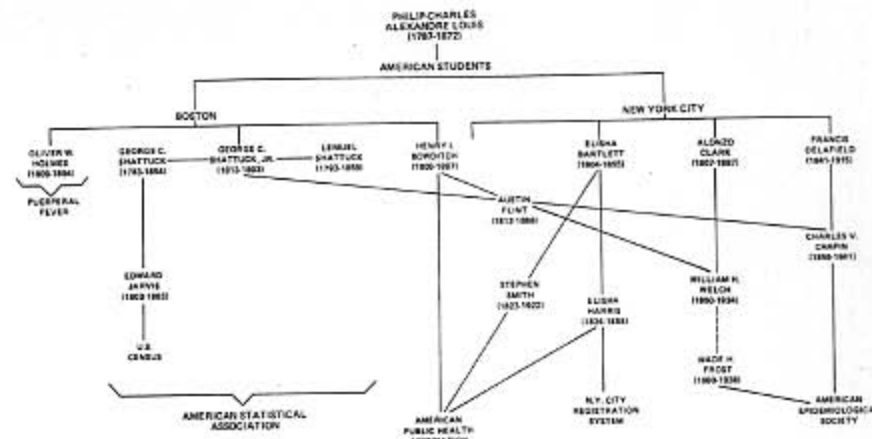 PHILIP-CHARLES
ALEXANDRE LOUIS
(1787-1872)
AMERICAN STUDENTS
BOSTON
NEW YORK CITY
OLIVER W.
HOLMES
(1809-1894)
GEORGE C.
SHATTUCK
(1783-1854)
GEORGE C.
SHATTUCK, JR.
(1813-1893)
LEMUEL
SHATTUCK
(1793-1859)
HENRY I.
BOWDITCH
(1808-1892)
ELISHA
BARTLETT
(1804-1855)
ALONZO
CLARK
(1807-1887)
FRANCIS
DELAFIELD
(1841-1915)
PUERPERAL
FEVER
AUSTIN
FLINT
(1812-1886)
CHARLES V.
CHAPIN
(1856-1941)
EDWARD
JARVIS
(1803-1885)
STEPHEN
SMITH
(1823-1922)
ELISHA
HARRIS
WILLIAM H.
WELCH
(1850-1934)
U.S.
CENSUS
WADE H.
FROST
(1880-1938)
AMERICAN STATISTICAL
ASSOCIATION
AMERICAN
PUBLIC HEALTH
N.Y. CITY
REGISTRATION
SYSTEM
AMERICAN
EPIDEMIOLOGICAL
SOCIETY